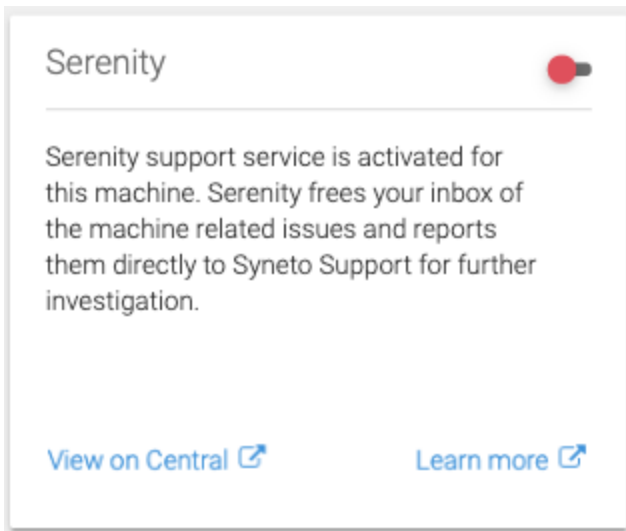 Serenity
Serenity support service is activated for
this machine. Serenity frees your inbox of
the machine related issues and reports
them directly to Syneto Support for further
investigation.
View on Central
Learn more